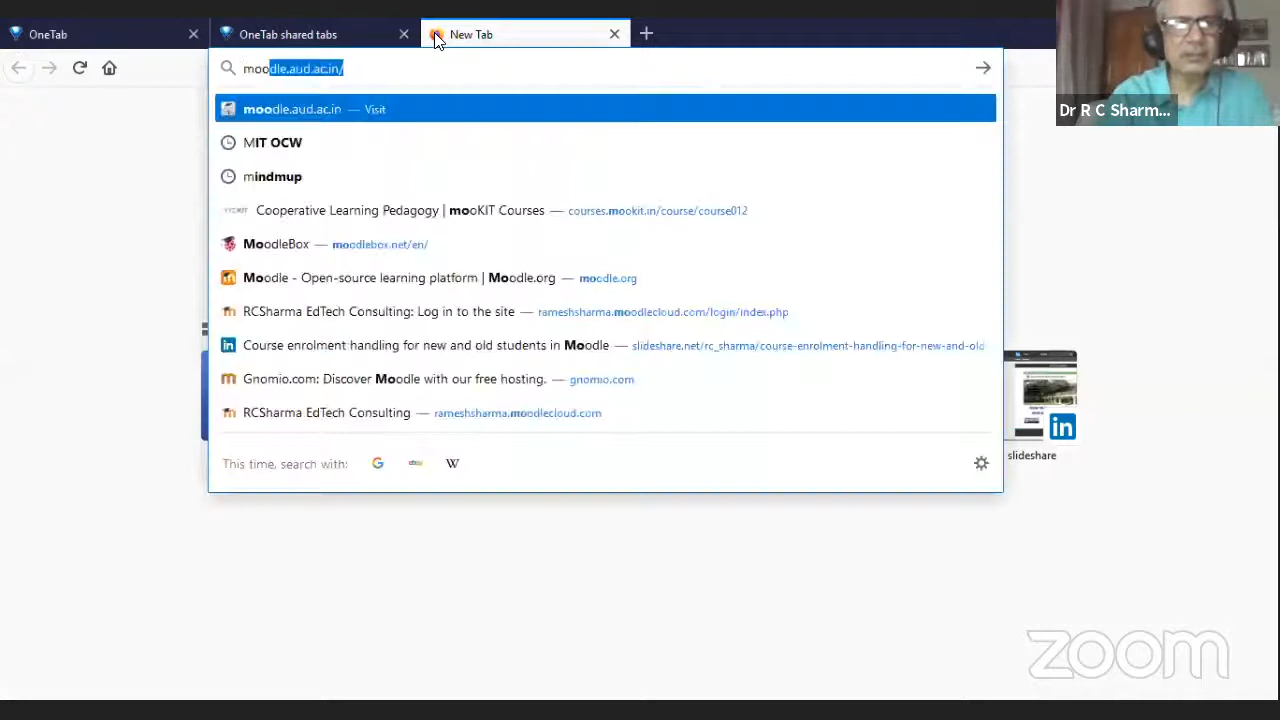 OneTab
OneTab shared tabs
New Tab
moodle.aud.ac.in/
moodle.aud.ac.in — Visit
MIT OCW
mindmup
Cooperative Learning Pedagogy | mooKIT Courses — courses.mookit.in/course/course012
MoodleBox — moodlebox.net/en/
Moodle - Open-source learning platform | Moodle.org — moodle.org
RCSharma EdTech Consulting: Log in to the site — rameshsharma.moodlecloud.com/login/index.php
Course enrolment handling for new and old students in Moodle — slideshare.net/rc_sharma/course-enrolment-handling-for-new-and-old
Gnomio.com: Discover Moodle with our free hosting. — gnomio.com
RCSharma EdTech Consulting — rameshsharma.moodlecloud.com
This time, search with:
Dr R C Sharm...
in
slideshare
zoom